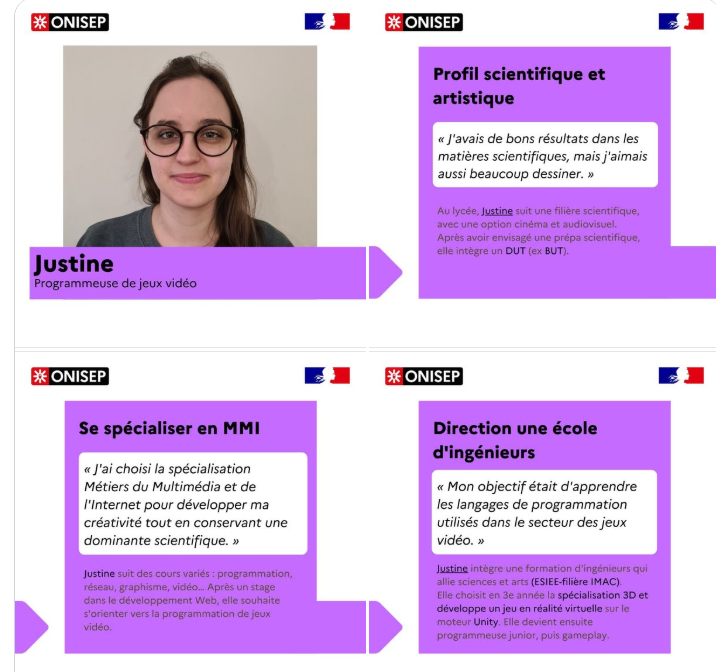 ONISEP
Justine
Programmeuse de jeux vidéo
ONISEP
Profil scientifique et
artistique
« J'avais de bons résultats dans les
matières scientifiques, mais j'aimais
aussi beaucoup dessiner. »
Au lycée, Justine suit une filière scientifique,
avec une option cinéma et audiovisuel.
Après avoir envisagé une prépa scientifique,
elle intègre un DUT (ex BUT).
ONISEP
Se spécialiser en MMI
« J'ai choisi la spécialisation
Métiers du Multimédia et de
l'Internet pour développer ma
créativité tout en conservant une
dominante scientifique. »
Justine suit des cours variés : programmation,
réseau, graphisme, vidéo... Après un stage
dans le développement Web, elle souhaite
s'orienter vers la programmation de jeux
vidéo.
ONISEP
Direction une école
d'ingénieurs
« Mon objectif était d'apprendre
les langages de programmation
utilisés dans le secteur des jeux
vidéo. »
Justine intègre une formation d'ingénieurs qui
allie sciences et arts (ESIEE-filière IMAC).
Elle choisit en 3e année la spécialisation 3D et
développe un jeu en réalité virtuelle sur le
moteur Unity. Elle devient ensuite
programmeuse junior, puis gameplay.